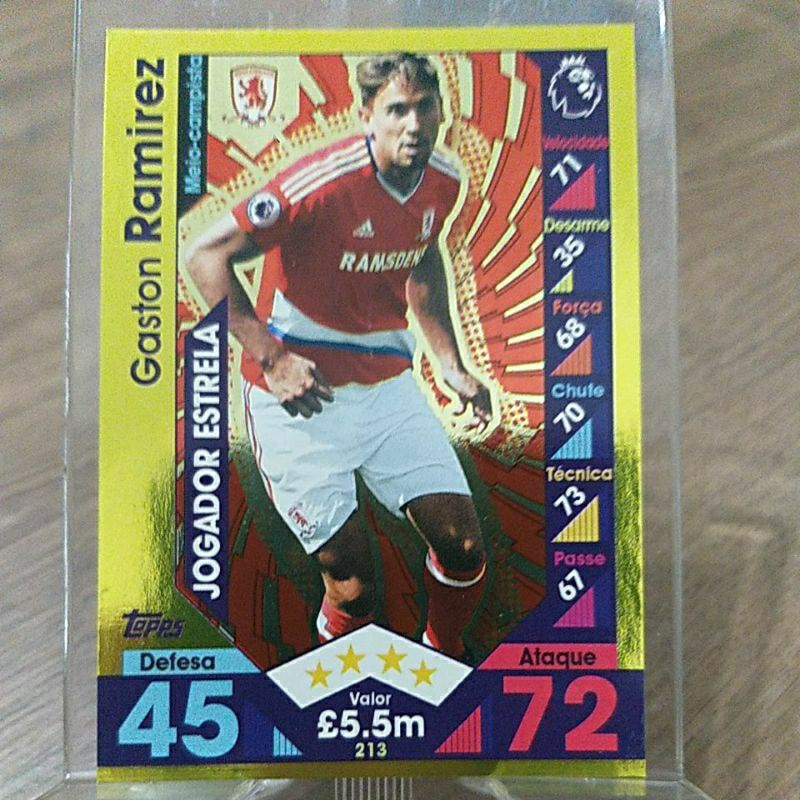 Gaston Ramirez
Meio-campista
JOGADOR ESTRELA
RAMSDEN
Velocidade
71
Desarme
35
Força
68
Chute
70
Técnica
73
Passe
67
Topps
Defesa
45
Valor
£5.5m
213
Ataque
72